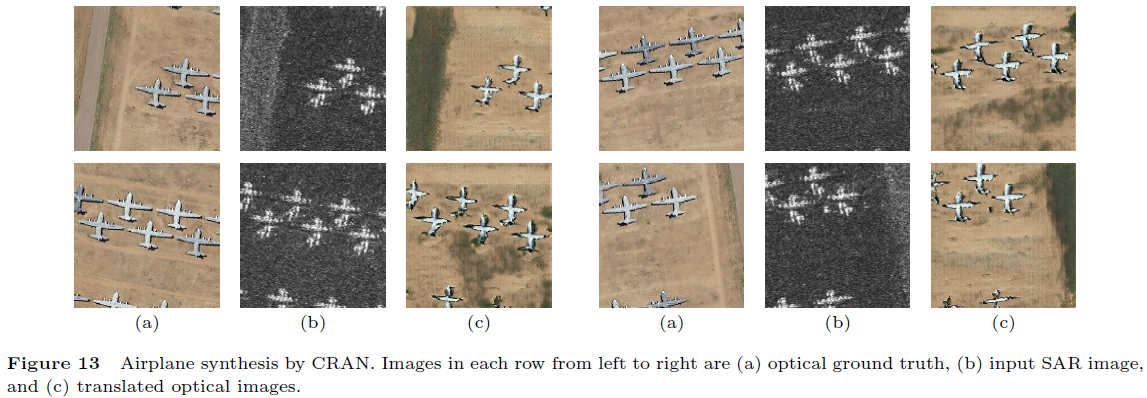 (a) (b) (c) (a) (b) (c)
Figure 13 Airplane synthesis by CRAN. Images in each row from left to right are (a) optical ground truth, (b) input SAR image,
and (c) translated optical images.